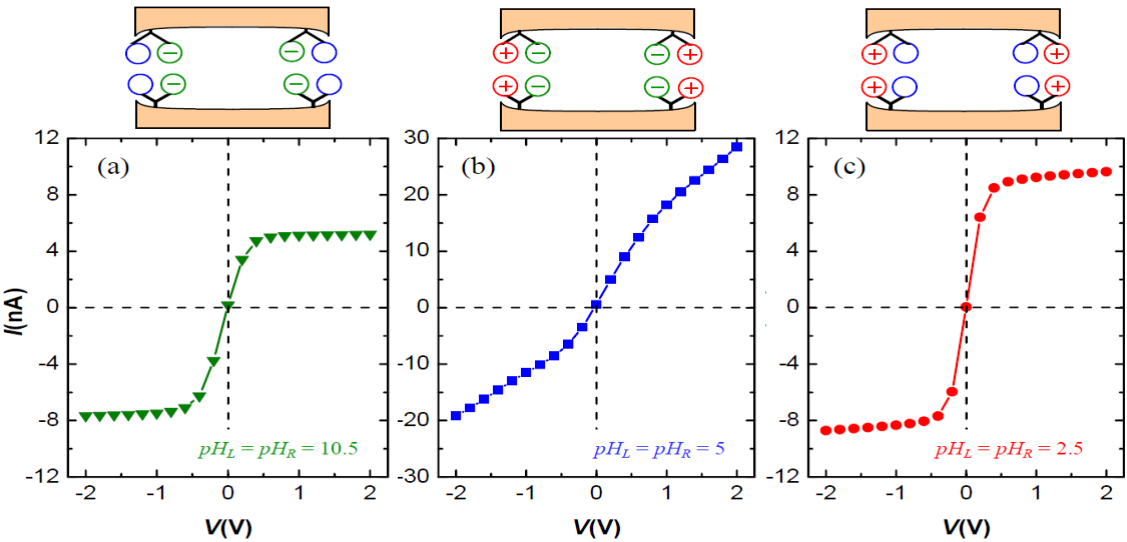 + + + +
− − − − − − − −
+ + + +
12 30 12
(a) (b) (c)
8 20 8
4 10 4
0 0 0
-4 -10 -4
-8 -20 -8
-12 -30 -12
I(nA)
pH_L = pH_R = 10.5 pH_L = pH_R = 5 pH_L = pH_R = 2.5
-2 -1 0 1 2 -2 -1 0 1 2 -2 -1 0 1 2
V(V) V(V) V(V)